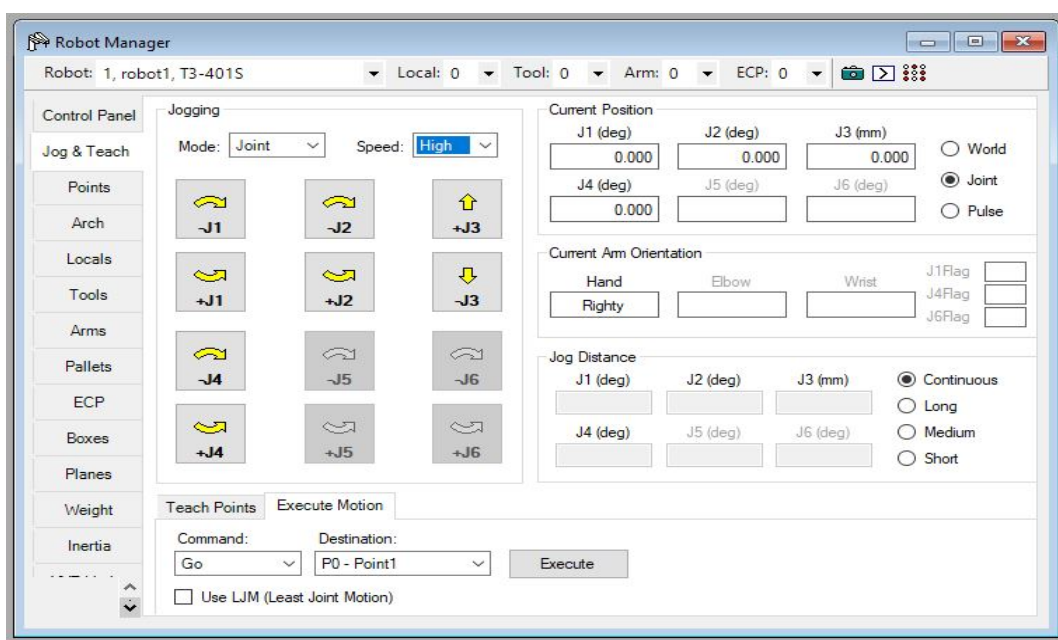 Robot Manager
Robot: 1, robot1, T3-401S Local: 0 Tool: 0 Arm: 0 ECP: 0
Control Panel
Jog & Teach
Points
Arch
Locals
Tools
Arms
Pallets
ECP
Boxes
Planes
Weight
Inertia
Jogging
Mode: Joint Speed: High
-J1 -J2 +J3
+J1 +J2 -J3
-J4 -J5 -J6
+J4 +J5 +J6
Current Position
J1 (deg) J2 (deg) J3 (mm)
0.000 0.000 0.000
J4 (deg) J5 (deg) J6 (deg)
0.000
World
Joint
Pulse
Current Arm Orientation
Hand Elbow Wrist
Righty
J1Flag
J4Flag
J6Flag
Jog Distance
J1 (deg) J2 (deg) J3 (mm)
J4 (deg) J5 (deg) J6 (deg)
Continuous
Long
Medium
Short
Teach Points Execute Motion
Command: Destination:
Go P0 - Point1 Execute
Use LJM (Least Joint Motion)